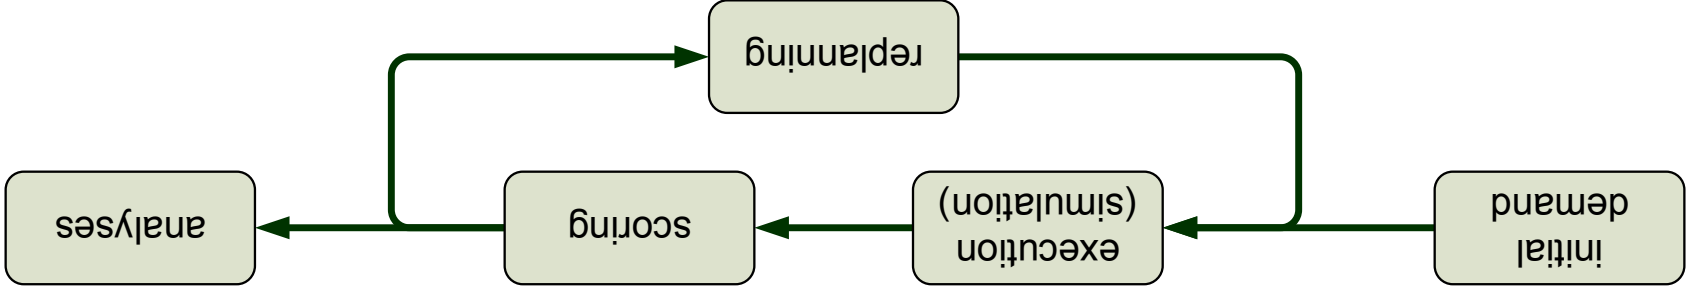 initial
demand
execution
(simulation)
scoring
analyses
replanning